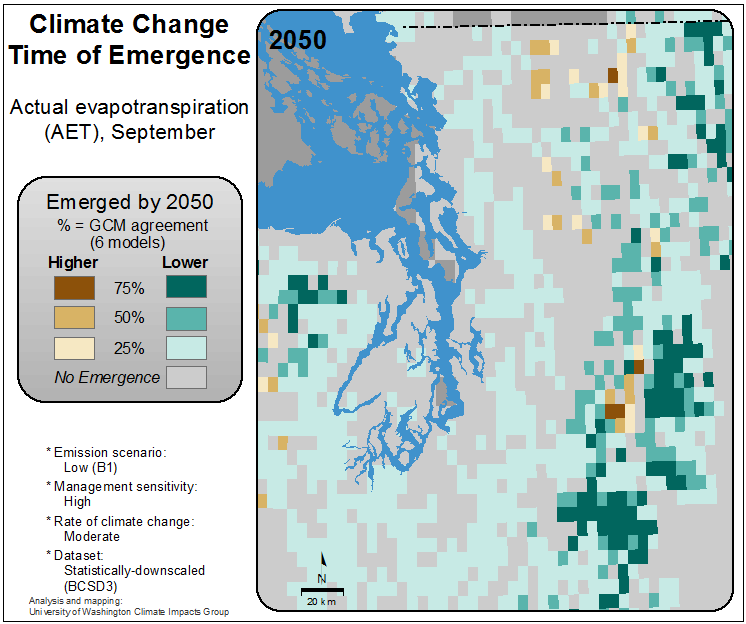 Climate Change
Time of Emergence
Actual evapotranspiration
(AET), September
Emerged by 2050
% = GCM agreement
(6 models)
Higher Lower
75%
50%
25%
No Emergence
* Emission scenario:
Low (B1)
* Management sensitivity:
High
* Rate of climate change:
Moderate
* Dataset:
Statistically-downscaled
(BCSD3)
Analysis and mapping:
University of Washington Climate Impacts Group
2050
N
20 km